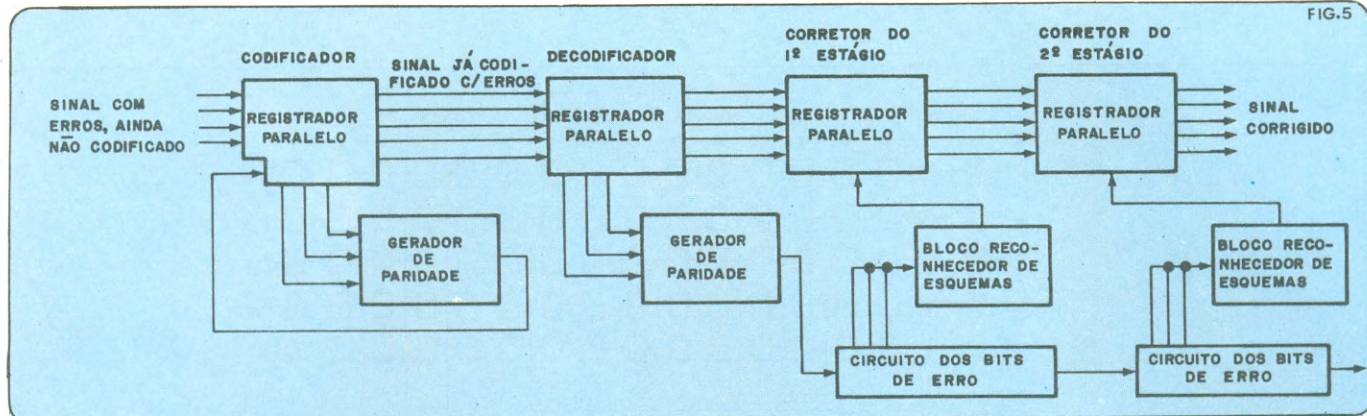 FIG.5
CODIFICADOR
SINAL JÁ CODI-
FICADO C/ERROS
DECODIFICADOR
CORRETOR DO
1º ESTÁGIO
CORRETOR DO
2º ESTÁGIO
SINAL COM
ERROS, AINDA
NÃO CODIFICADO
REGISTRADOR
PARALELO
REGISTRADOR
PARALELO
REGISTRADOR
PARALELO
REGISTRADOR
PARALELO
SINAL
CORRIGIDO
GERADOR
DE
PARIDADE
GERADOR
DE
PARIDADE
BLOCO RECO-
NHECEDOR DE
ESQUEMAS
BLOCO RECO-
NHECEDOR DE
ESQUEMAS
CIRCUITO DOS BITS
DE ERRO
CIRCUITO DOS BITS
DE ERRO